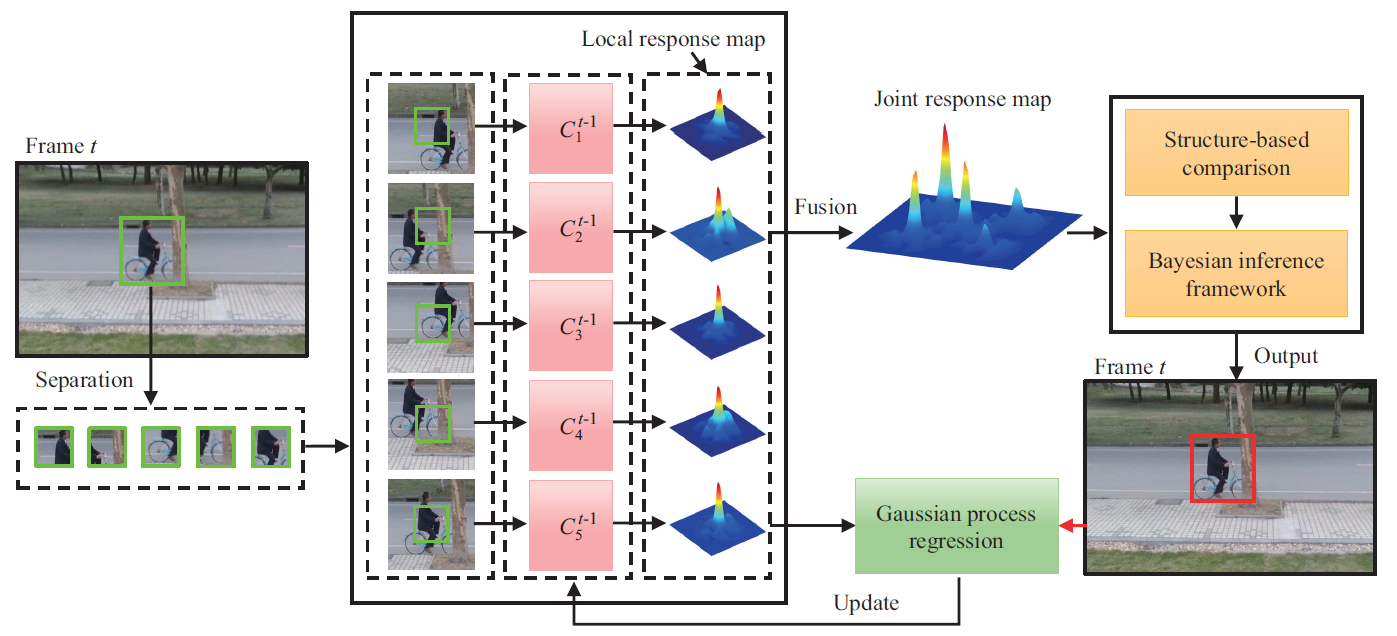 Local response map
Joint response map
Frame t
Separation
C_1^{t-1}
C_2^{t-1}
C_3^{t-1}
C_4^{t-1}
C_5^{t-1}
Fusion
Structure-based
comparison
Bayesian inference
framework
Output
Frame t
Gaussian process
regression
Update